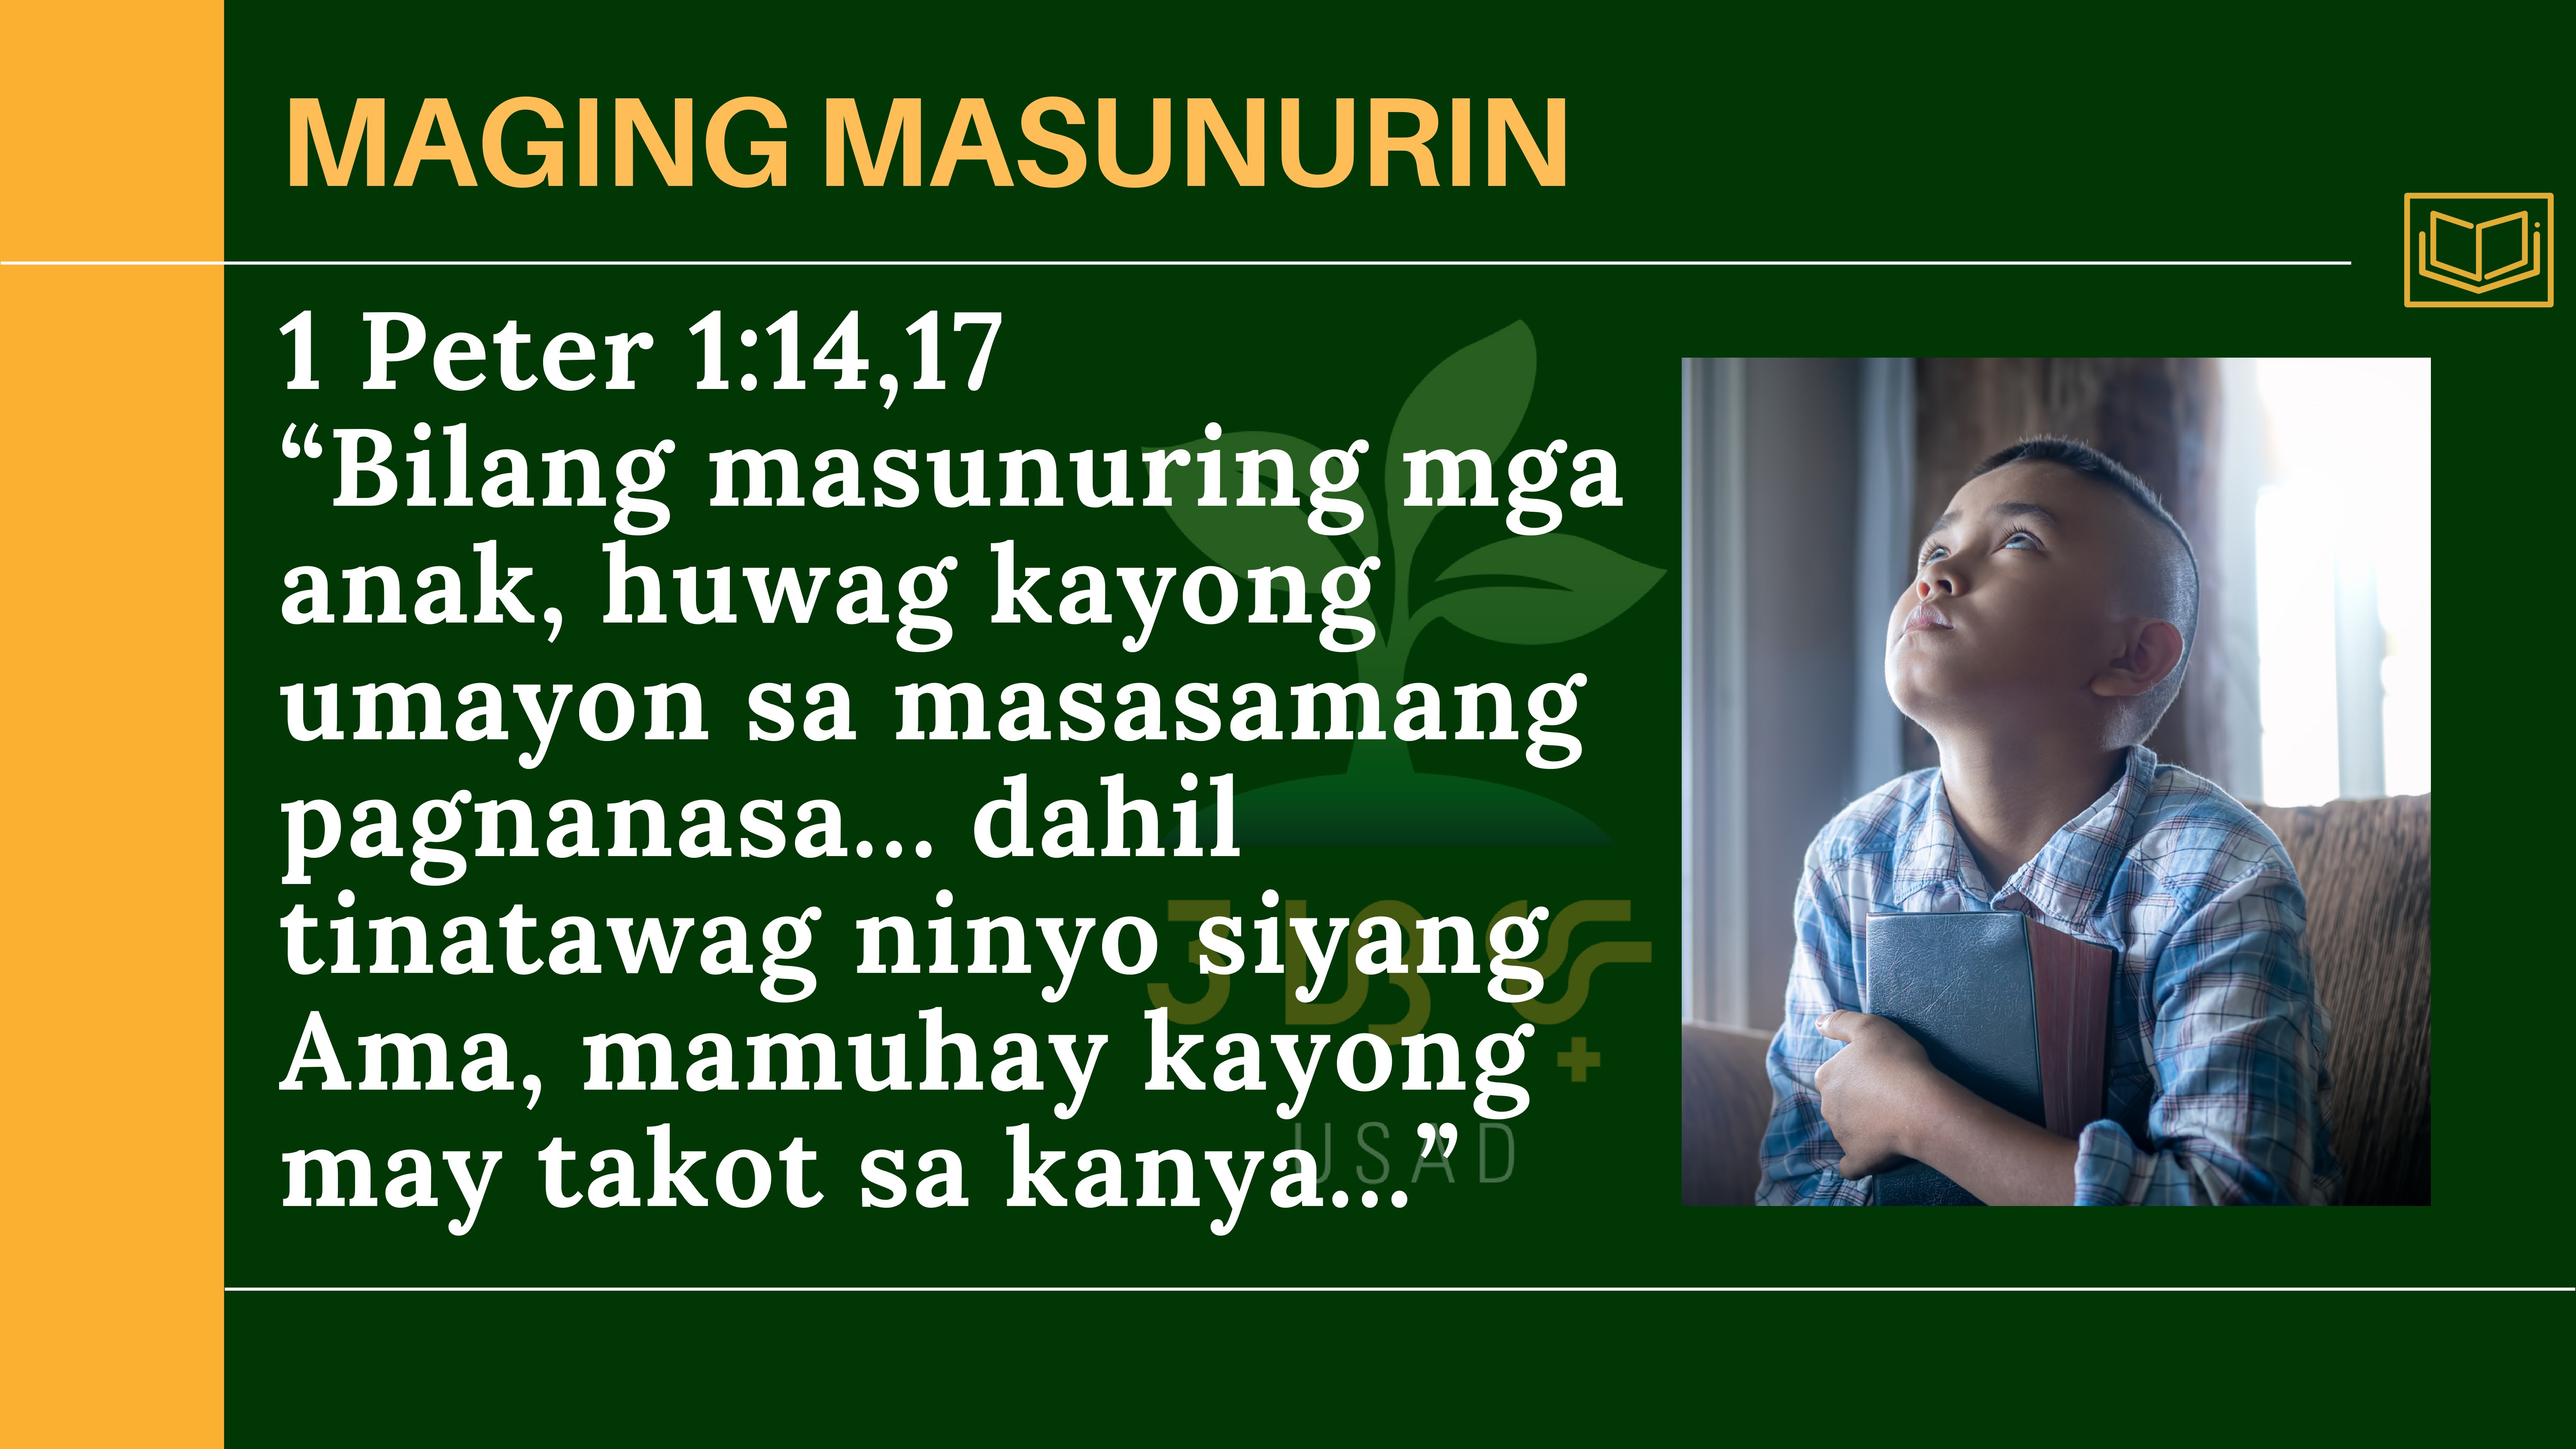 MAGING MASUNURIN
1 Peter 1:14,17
“Bilang masunuring mga
anak, huwag kayong
umayon sa masasamang
pagnanasa... dahil
tinatawag ninyo siyang
Ama, mamuhay kayong
may takot sa kanya...”
USAD